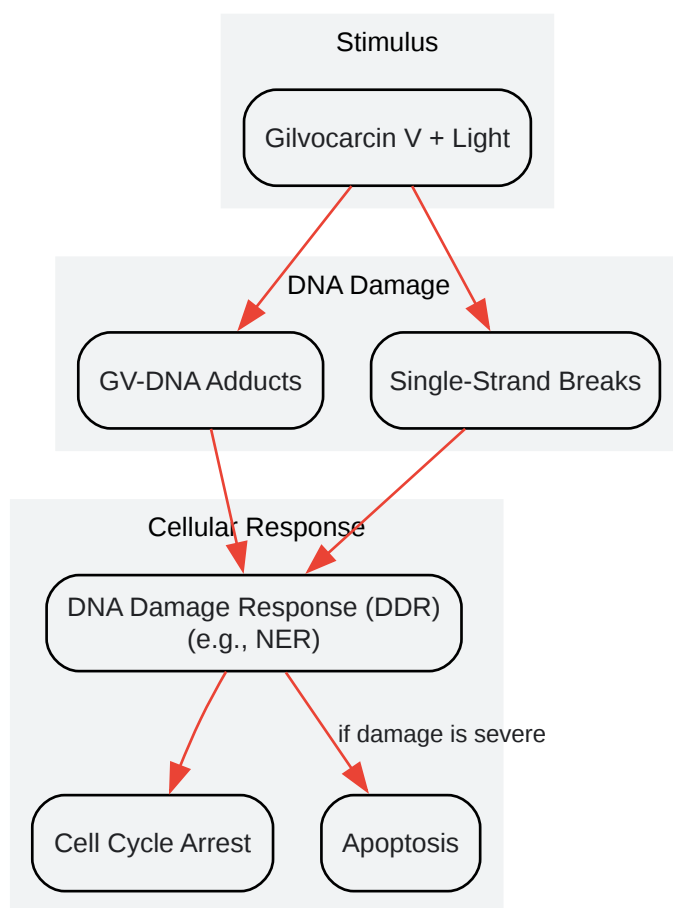 Stimulus
Gilvocarcin V + Light
DNA Damage
GV-DNA Adducts
Single-Strand Breaks
Cellular Response
DNA Damage Response (DDR)
(e.g., NER)
if damage is severe
Cell Cycle Arrest
Apoptosis